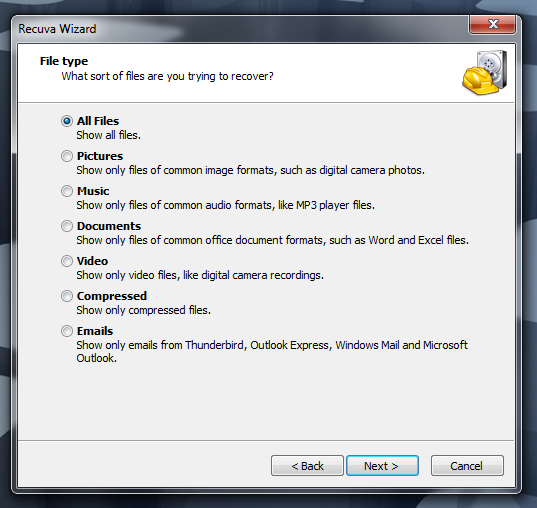 Recuva Wizard
File type
What sort of files are you trying to recover?
All Files
Show all files.
Pictures
Show only files of common image formats, such as digital camera photos.
Music
Show only files of common audio formats, like MP3 player files.
Documents
Show only files of common office document formats, such as Word and Excel files.
Video
Show only video files, like digital camera recordings.
Compressed
Show only compressed files.
Emails
Show only emails from Thunderbird, Outlook Express, Windows Mail and Microsoft
Outlook.
< Back Next > Cancel